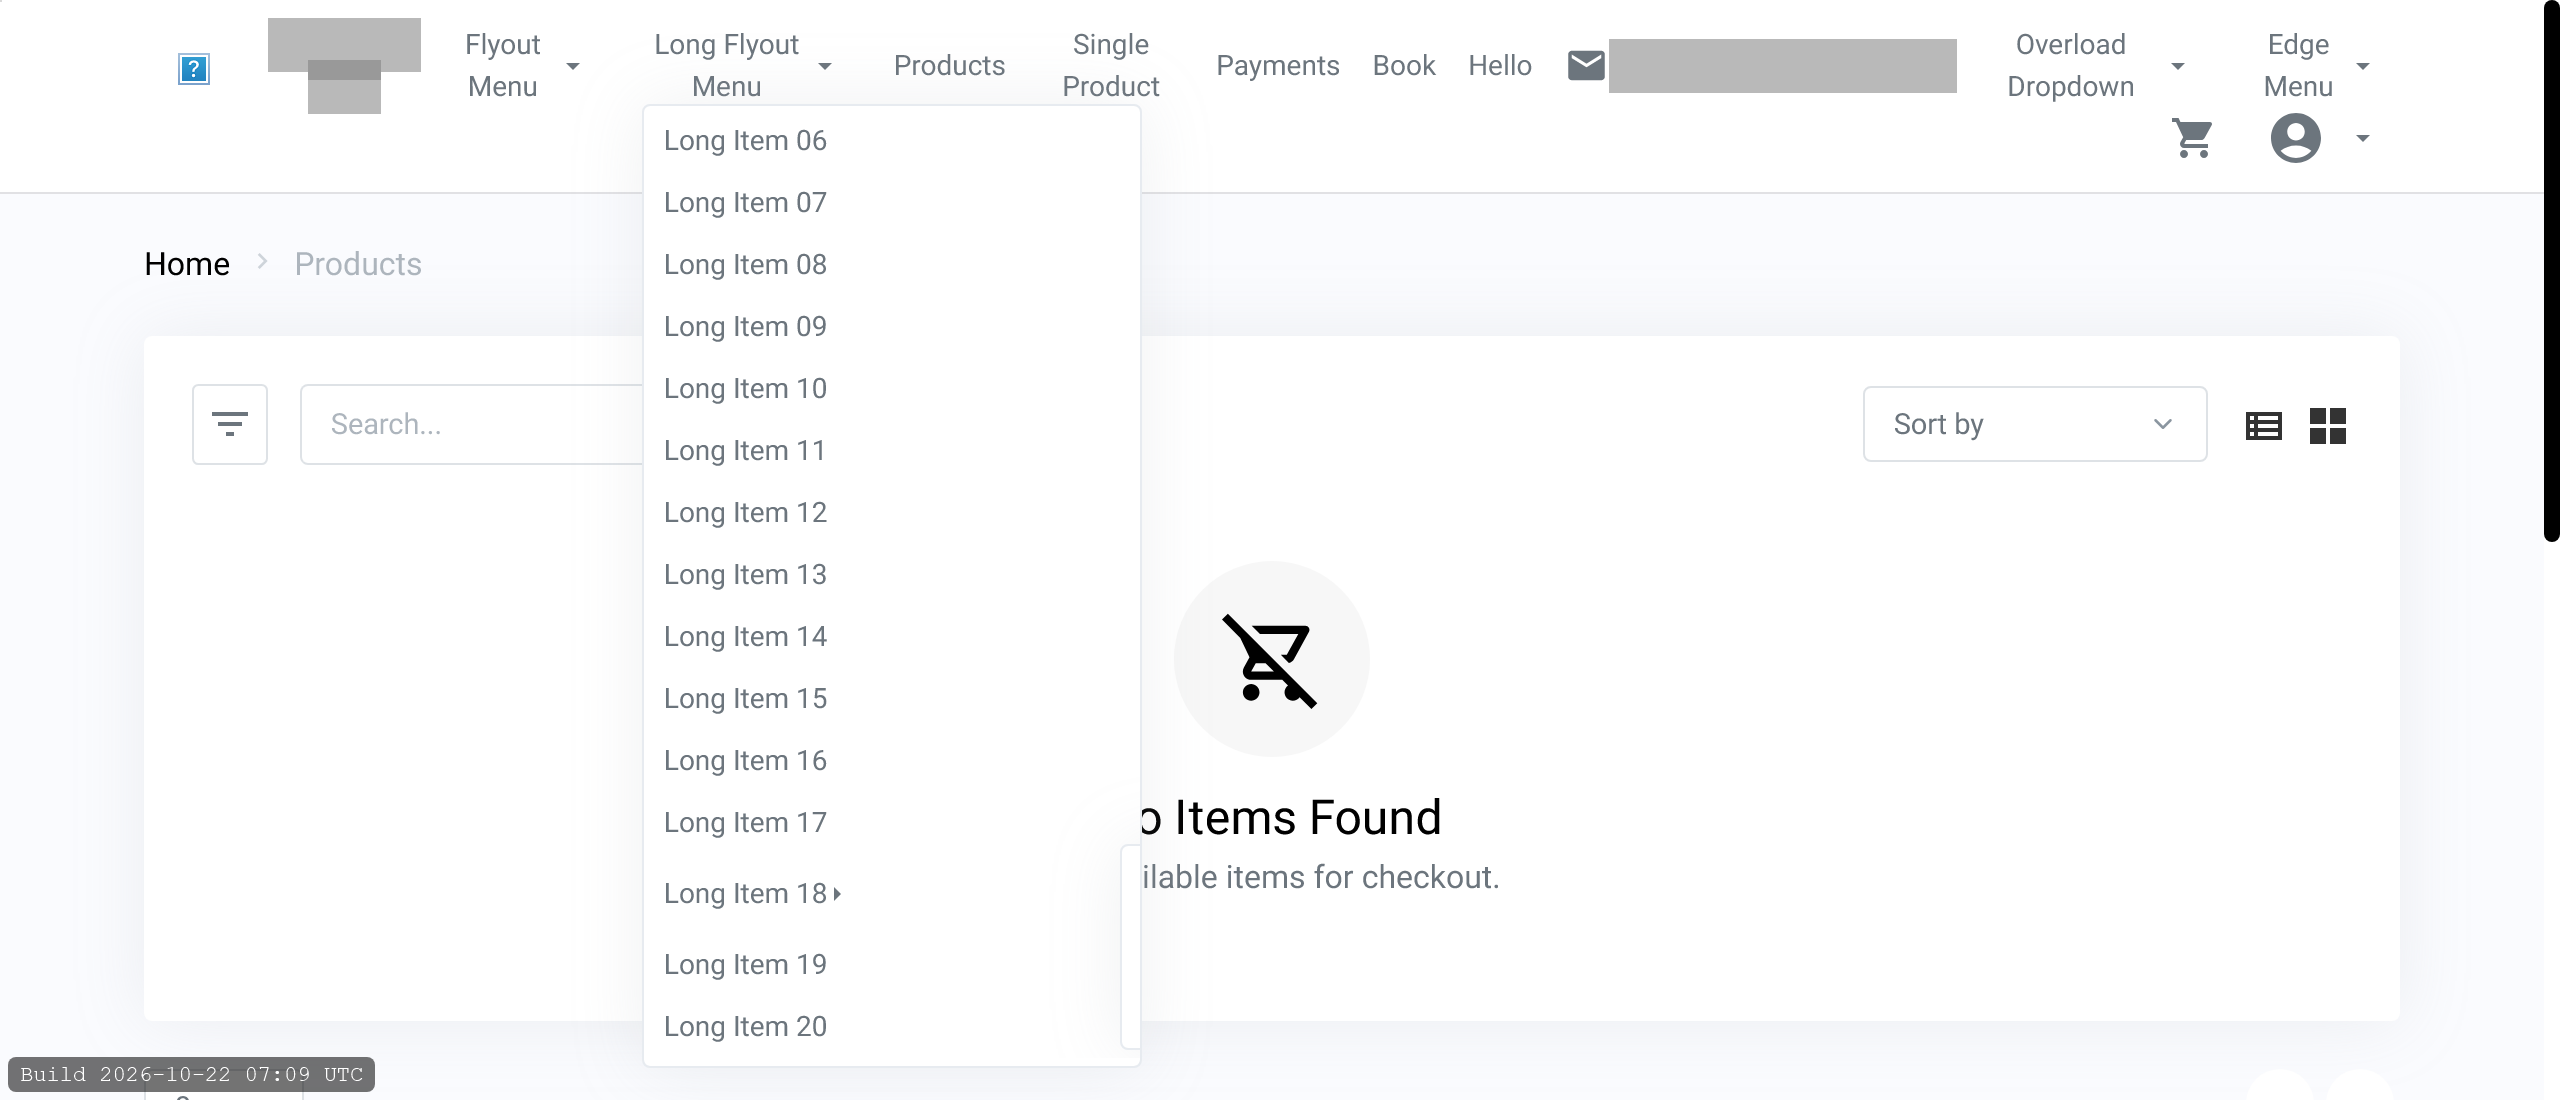 Flyout
Menu
Long Flyout
Menu
Products
Single
Product
Payments
Book
Hello
Overload
Dropdown
Edge
Menu
Home
Products
Search...
Sort by
Long Item 06
Long Item 07
Long Item 08
Long Item 09
Long Item 10
Long Item 11
Long Item 12
Long Item 13
Long Item 14
Long Item 15
Long Item 16
Long Item 17
Long Item 18
Long Item 19
Long Item 20
Items Found
items for checkout.
Build 2026-10-22 07:09 UTC